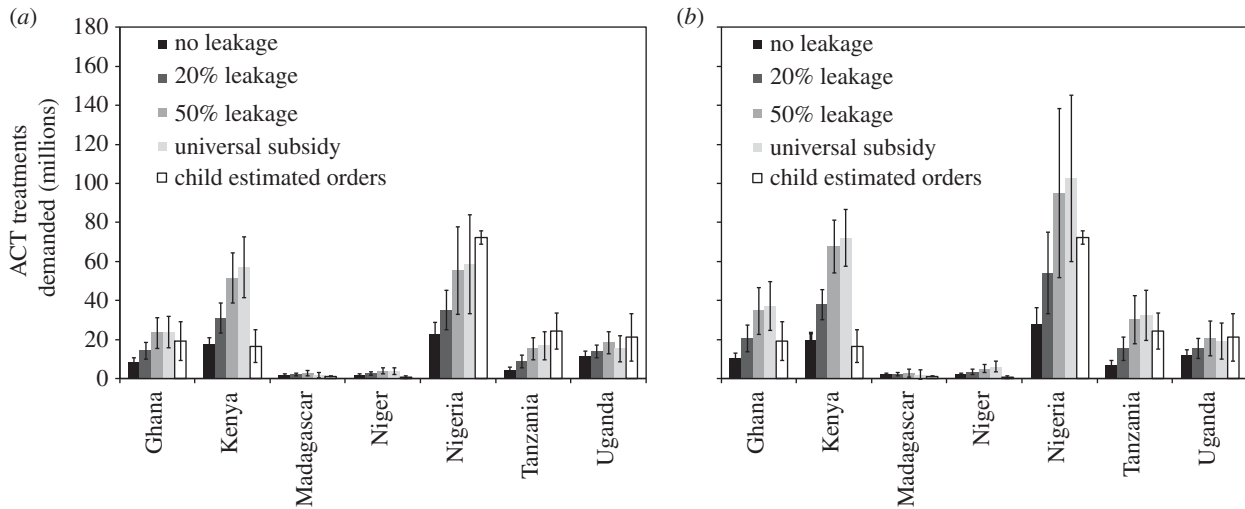 (a)
180
160
140
120
100
80
60
40
20
0
ACT treatments
demanded (millions)
no leakage
20% leakage
50% leakage
universal subsidy
child estimated orders
Ghana
Kenya
Madagascar
Niger
Nigeria
Tanzania
Uganda
(b)
no leakage
20% leakage
50% leakage
universal subsidy
child estimated orders
Ghana
Kenya
Madagascar
Niger
Nigeria
Tanzania
Uganda